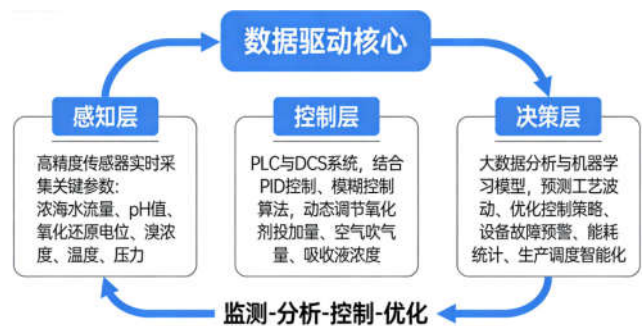 数据驱动核心
感知层
高精度传感器实时采
集关键参数:
浓海水流量、pH值、
氧化还原电位、溴浓
度、温度、压力
控制层
PLC与DCS系统，结合
PID控制、模糊控制
算法，动态调节氧化
剂投加量、空气吹气
量、吸收液浓度
决策层
大数据分析与机器学
习模型，预测工艺波
动、优化控制策略、
设备故障预警、能耗
统计、生产调度智能化
监测-分析-控制-优化